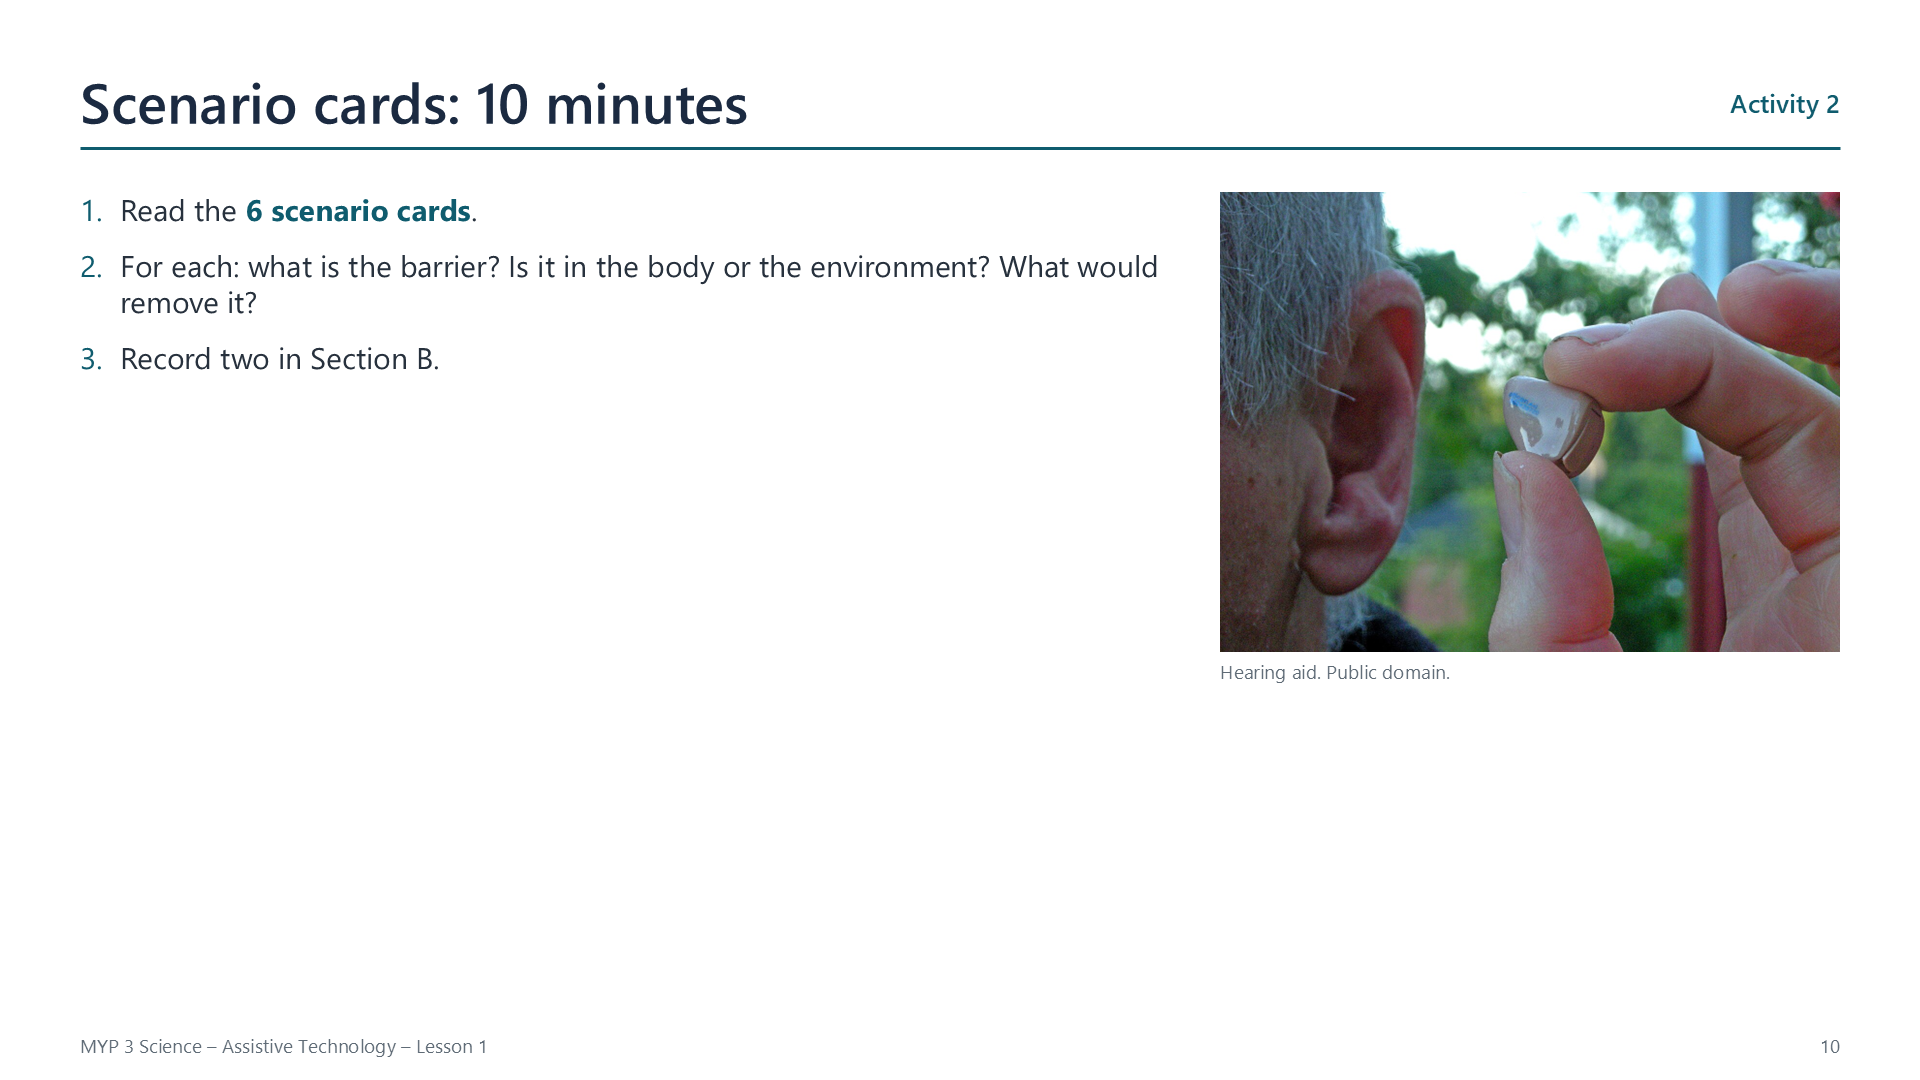 Scenario cards: 10 minutes
Activity 2
1. Read the 6 scenario cards.
2. For each: what is the barrier? Is it in the body or the environment? What would
remove it?
3. Record two in Section B.
Hearing aid. Public domain.
MYP 3 Science – Assistive Technology – Lesson 1
10